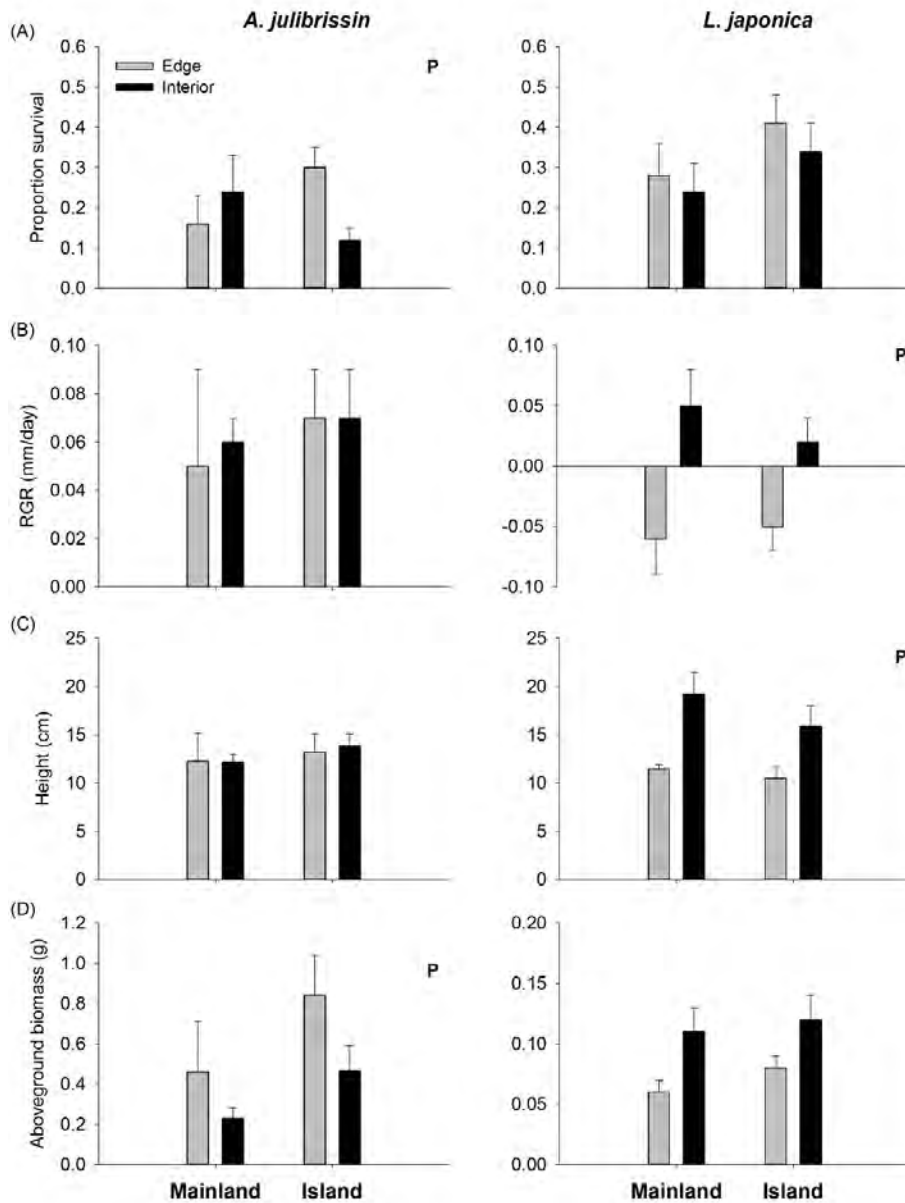 A. julibrissin
L. japonica
(A)
Proportion survival
0.6
0.5
0.4
0.3
0.2
0.1
0.0
Edge
Interior
P
0.6
0.5
0.4
0.3
0.2
0.1
0.0
(B)
RGR (mm/day)
0.10
0.08
0.06
0.04
0.02
0.00
0.10
0.05
0.00
-0.05
-0.10
P
(C)
Height (cm)
25
20
15
10
5
0
25
20
15
10
5
0
P
(D)
Aboveground biomass (g)
1.2
1.0
0.8
0.6
0.4
0.2
0.0
P
0.20
0.15
0.10
0.05
0.00
Mainland Island
Mainland Island